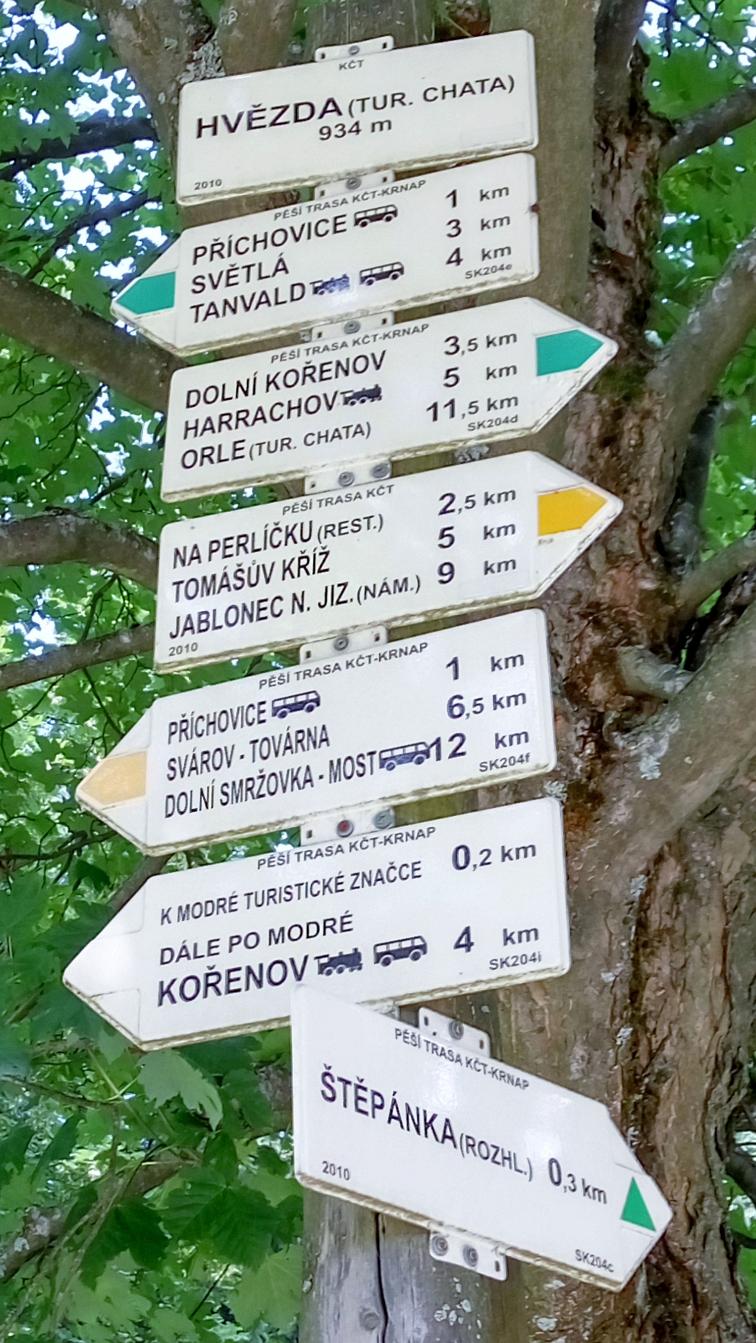 KČT
HVĚZDA (TUR. CHATA)
934 m
2010
PĚŠÍ TRASA KČT-KRNAP
PŘÍCHOVICE 1 km
SVĚTLÁ 3 km
TANVALD 4 km
SK204e
PĚŠÍ TRASA KČT-KRNAP
DOLNÍ KOŘENOV 3,5 km
HARRACHOV 5 km
ORLE (TUR. CHATA) 11,5 km
SK204d
PĚŠÍ TRASA KČT
NA PERLÍČKU (REST.) 2,5 km
TOMÁŠŮV KŘÍŽ 5 km
JABLONEC N. JIZ. (NÁM.) 9 km
2010
PĚŠÍ TRASA KČT-KRNAP
PŘÍCHOVICE 1 km
SVÁROV - TOVÁRNA 6,5 km
DOLNÍ SMRŽOVKA - MOST 12 km
SK204f
PĚŠÍ TRASA KČT-KRNAP
K MODRÉ TURISTICKÉ ZNAČCE 0,2 km
DÁLE PO MODRÉ
KOŘENOV 4 km
SK204i
PĚŠÍ TRASA KČT-KRNAP
ŠTĚPÁNKA (ROZHL.) 0,3 km
2010
SK204c